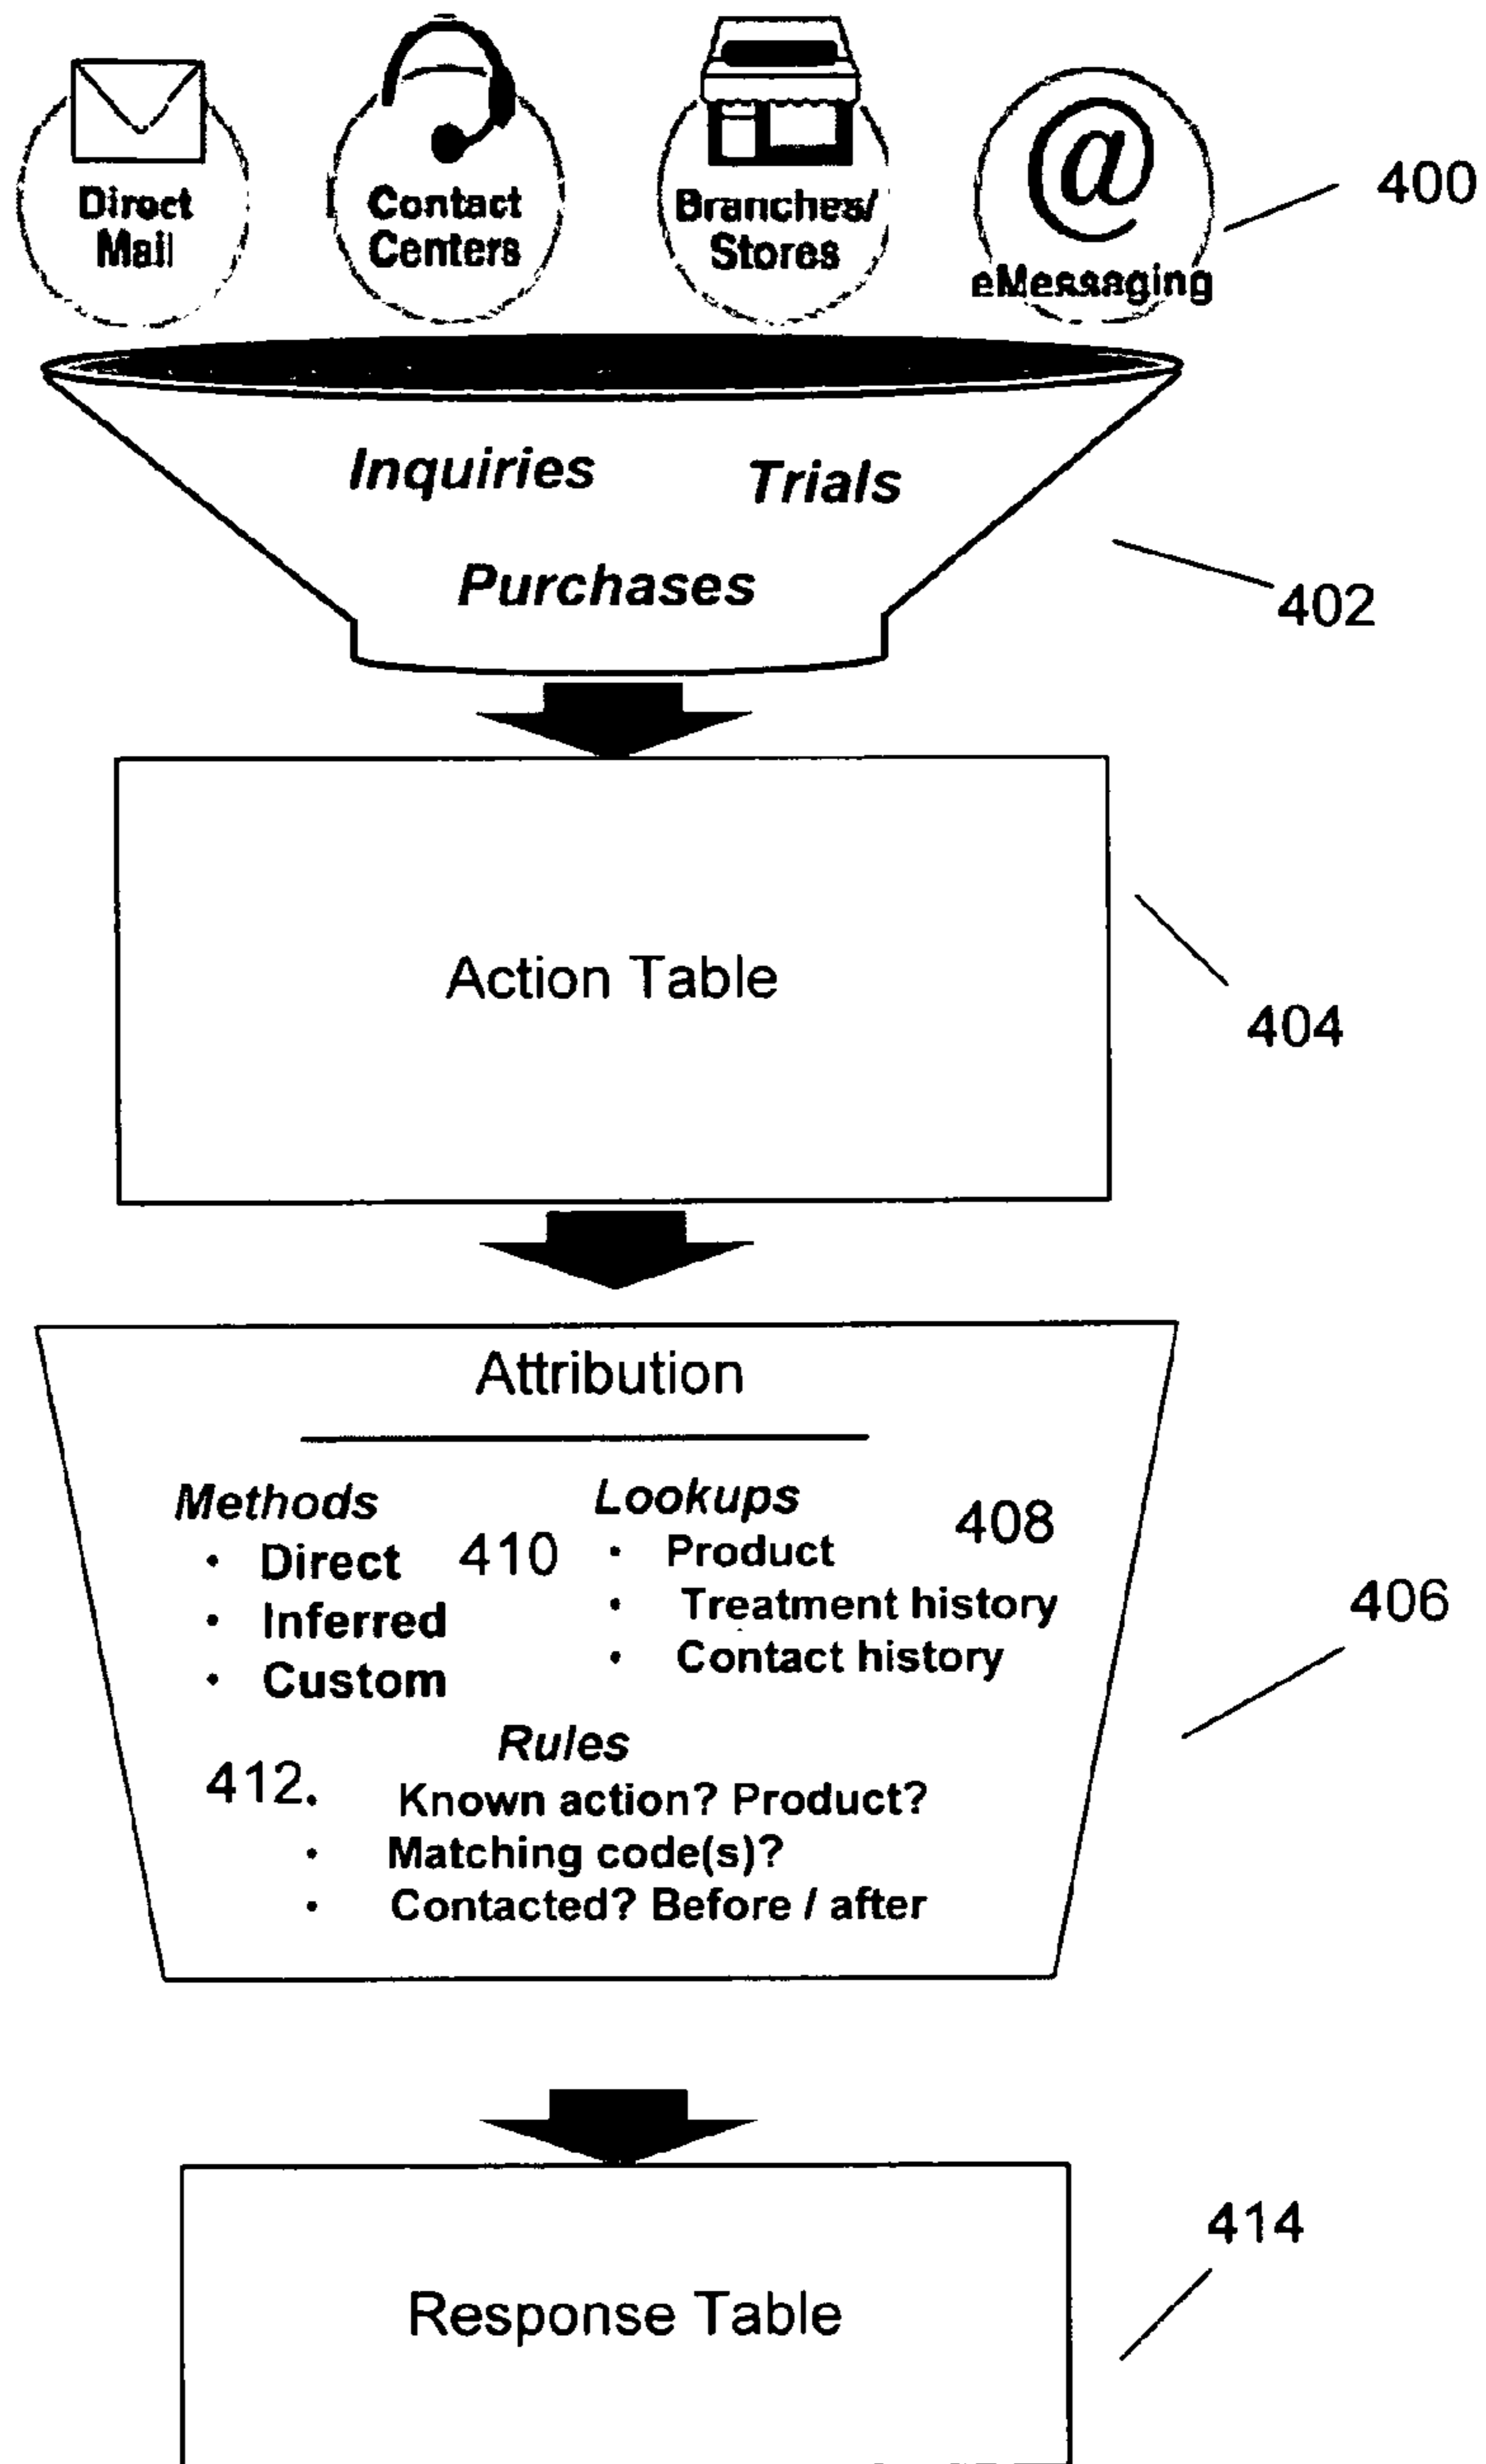 Direct
Mail
Contact
Centers
Branches/
Stores
@
eMessaging
400
Inquiries
Trials
Purchases
402
Action Table
404
Attribution
Methods
• Direct
• Inferred
• Custom
410
Lookups
• Product
• Treatment history
• Contact history
408
406
Rules
412
• Known action? Product?
• Matching code(s)?
• Contacted? Before / after
Response Table
414